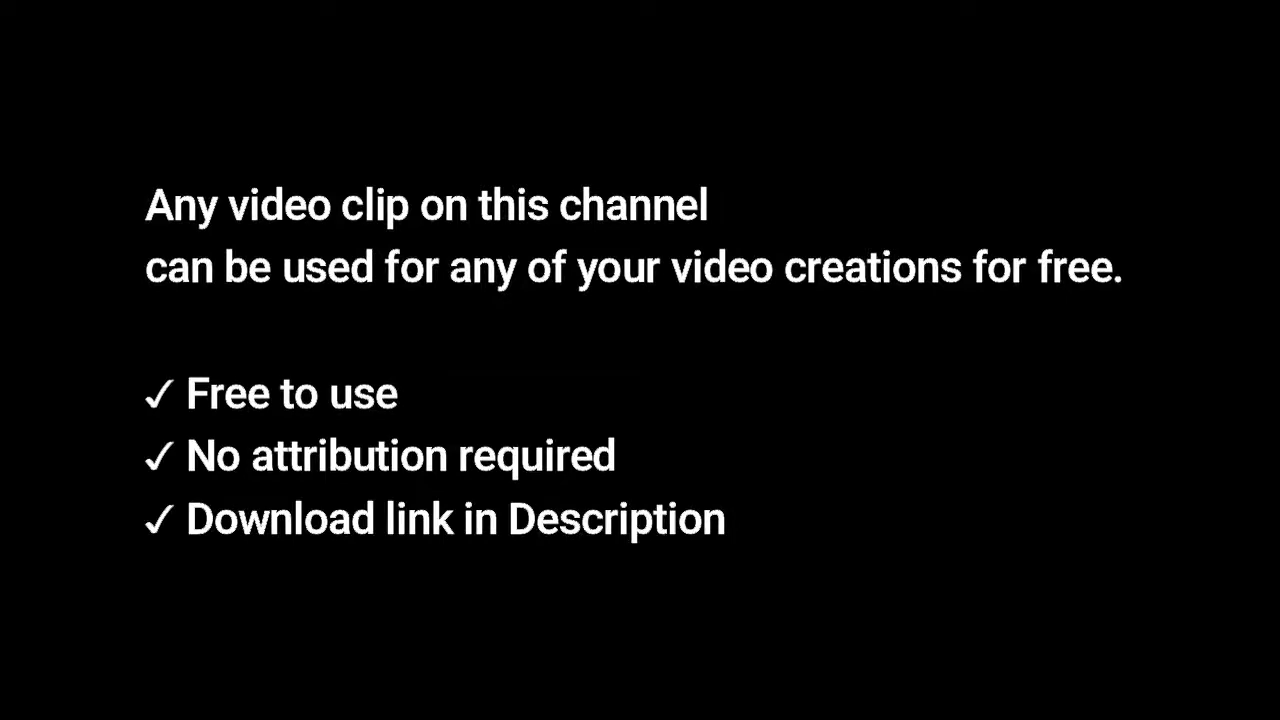 Any video clip on this channel
can be used for any of your video creations for free.
✓ Free to use
✓ No attribution required
✓ Download link in Description